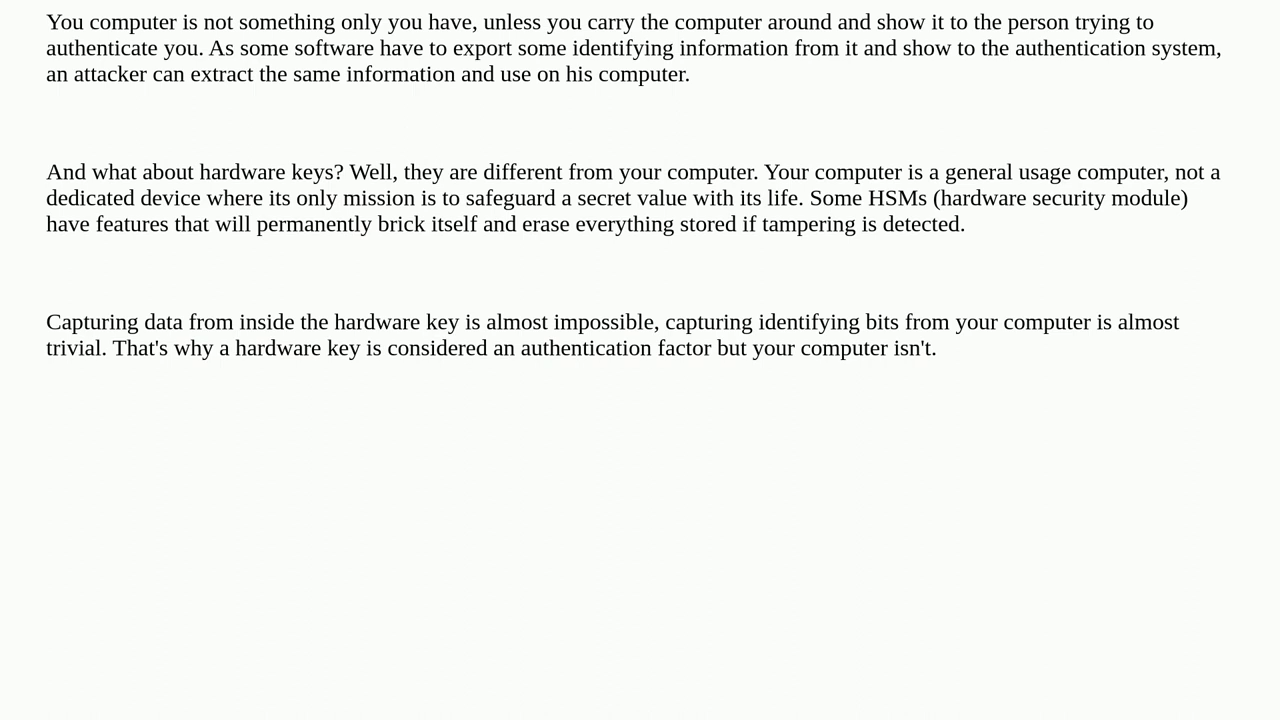 You computer is not something only you have, unless you carry the computer around and show it to the person trying to
authenticate you. As some software have to export some identifying information from it and show to the authentication system,
an attacker can extract the same information and use on his computer.
And what about hardware keys? Well, they are different from your computer. Your computer is a general usage computer, not a
dedicated device where its only mission is to safeguard a secret value with its life. Some HSMs (hardware security module)
have features that will permanently brick itself and erase everything stored if tampering is detected.
Capturing data from inside the hardware key is almost impossible, capturing identifying bits from your computer is almost
trivial. That's why a hardware key is considered an authentication factor but your computer isn't.